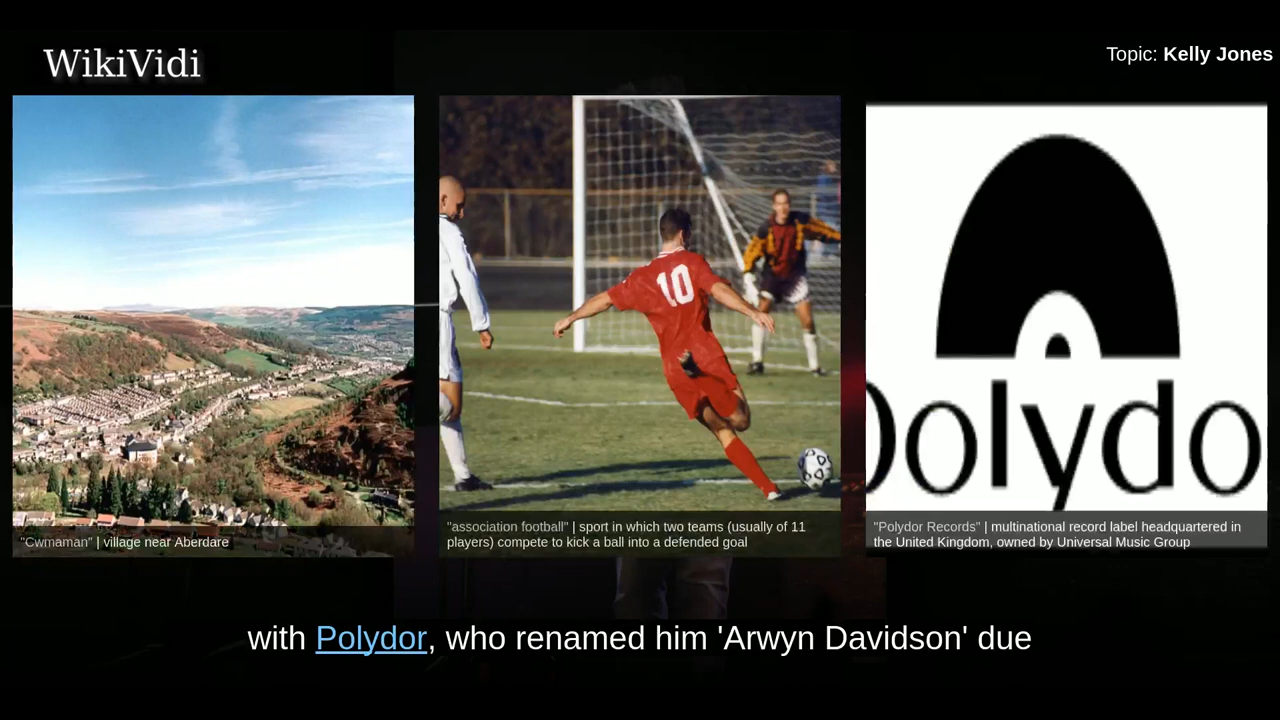 WikiVidi
Topic: Kelly Jones
10
Polydo
"Cwmaman" | village near Aberdare
"association football" | sport in which two teams (usually of 11
players) compete to kick a ball into a defended goal
"Polydor Records" | multinational record label headquartered in
the United Kingdom, owned by Universal Music Group
with Polydor, who renamed him 'Arwyn Davidson' due